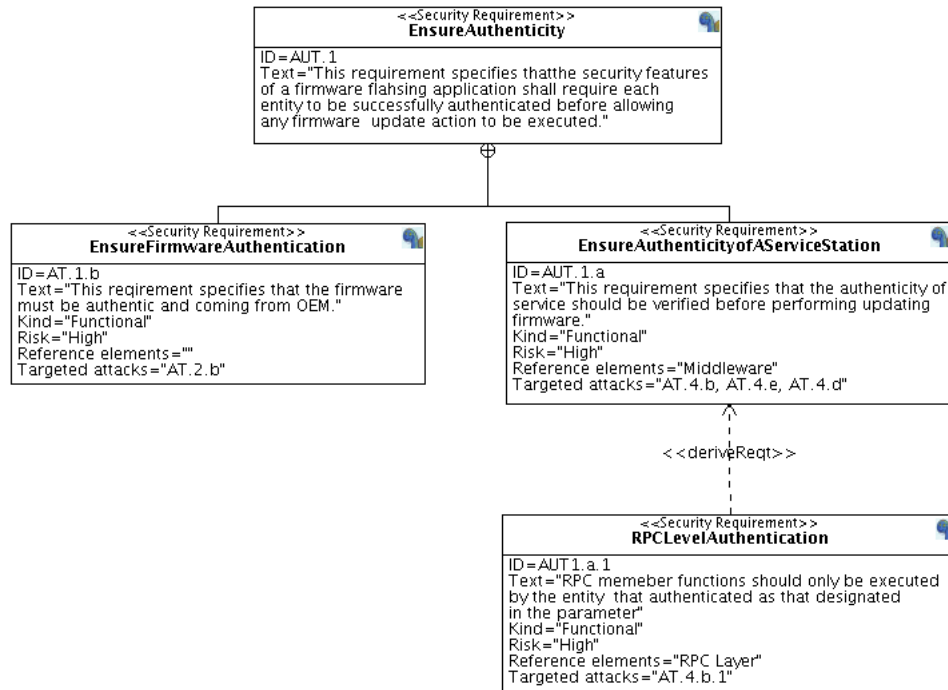 <<Security Requirement>>
EnsureAuthenticity
ID=AUT.1
Text="This requirement specifies thatthe security features
of a firmware flahsing application shall require each
entity to be successfully authenticated before allowing
any firmware update action to be executed."
<<Security Requirement>>
EnsureFirmwareAuthentication
ID=AT.1.b
Text="This reqirement specifies that the firmware
must be authentic and coming from OEM."
Kind="Functional"
Risk="High"
Reference elements=""
Targeted attacks="AT.2.b"
<<Security Requirement>>
EnsureAuthenticityofAServiceStation
ID=AUT.1.a
Text="This requirement specifies that the authenticity of
service should be verified before performing updating
firmware."
Kind="Functional"
Risk="High"
Reference elements="Middleware"
Targeted attacks="AT.4.b, AT.4.e, AT.4.d"
<<deriveReqt>>
<<Security Requirement>>
RPCLevelAuthentication
ID=AUT1.a.1
Text="RPC memeber functions should only be executed
by the entity that authenticated as that designated
in the parameter"
Kind="Functional"
Risk="High"
Reference elements="RPC Layer"
Targeted attacks="AT.4.b.1"